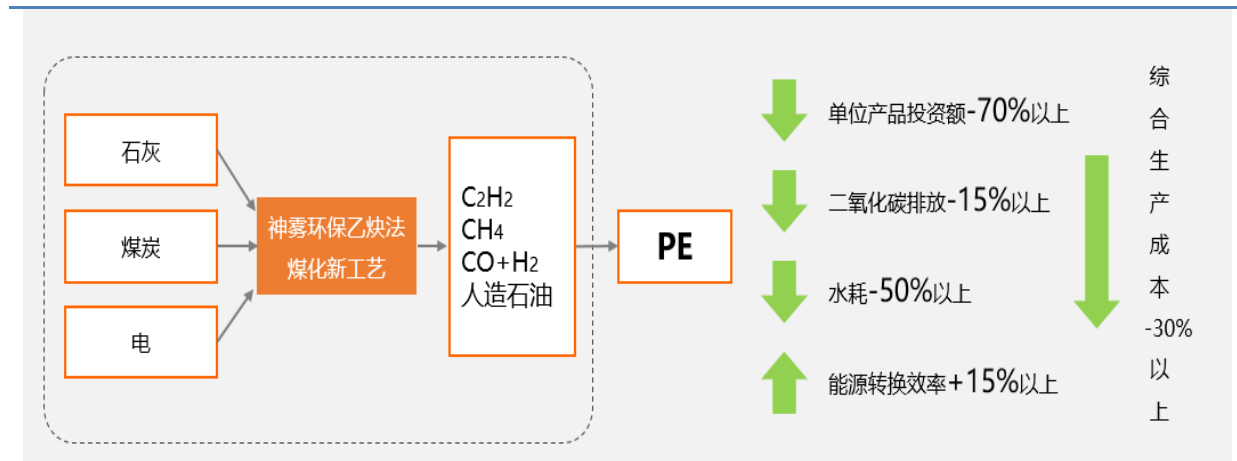 石灰
煤炭
电
神雾环保乙炔法
煤化新工艺
C2H2
CH4
CO+H2
人造石油
PE
单位产品投资额-70%以上
二氧化碳排放-15%以上
水耗-50%以上
能源转换效率+15%以上
综
合
生
产
成
本
-30%
以
上